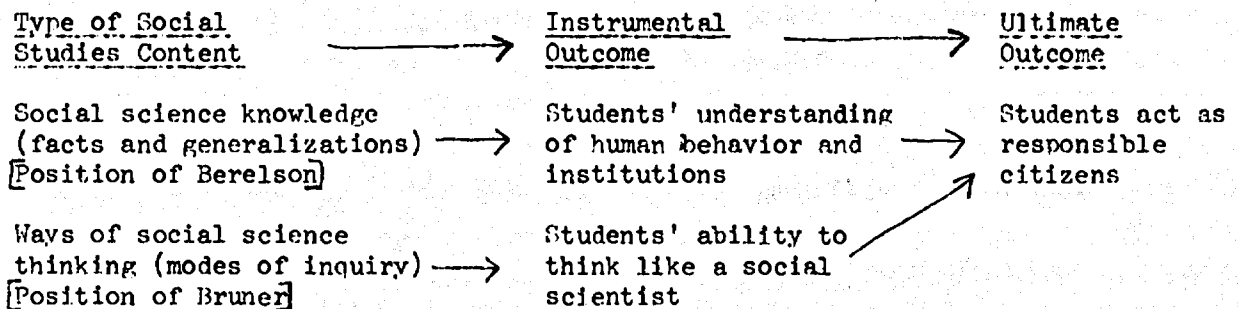 Type of Social Studies Content
Instrumental Outcome
Ultimate Outcome
Social science knowledge
(facts and generalizations)
[Position of Berelson]
Students' understanding
of human behavior and
institutions
Students act as
responsible
citizens
Ways of social science
thinking (modes of inquiry)
[Position of Bruner]
Students' ability to
think like a social
scientist